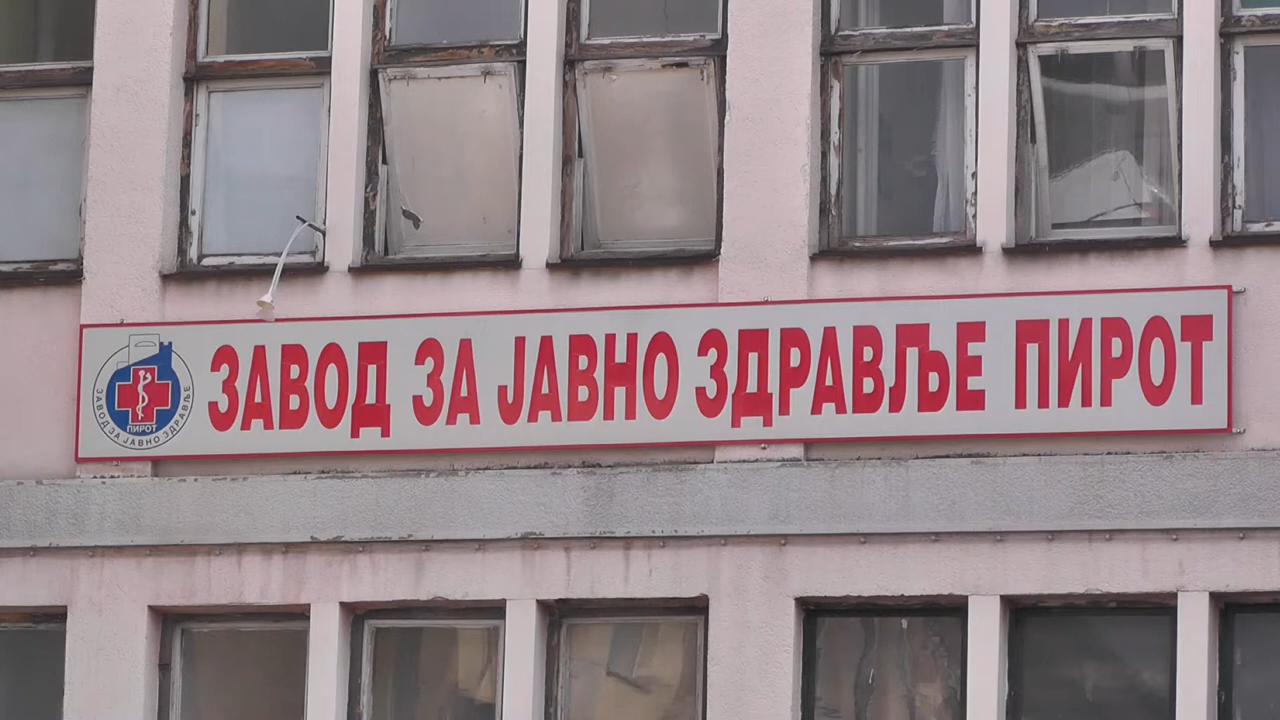 ЗАВОД ЗА ЈАВНО ЗДРАВЉЕ ПИРОТ
ПИРОТ
ЗАВОД ЗА ЈАВНО ЗДРАВЉЕ